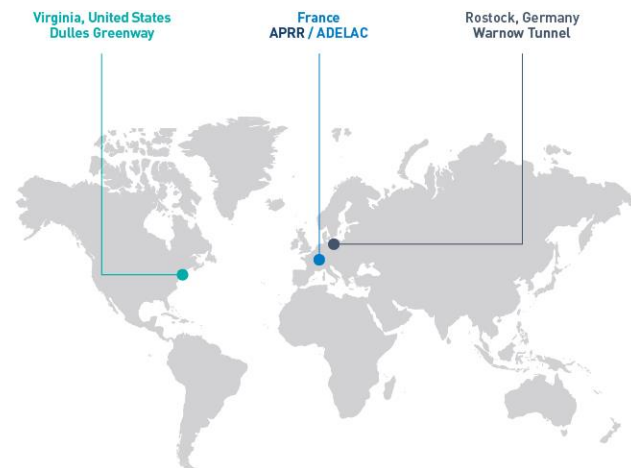 Virginia, United States
Dulles Greenway
France
APRR / ADELAC
Rostock, Germany
Warnow Tunnel